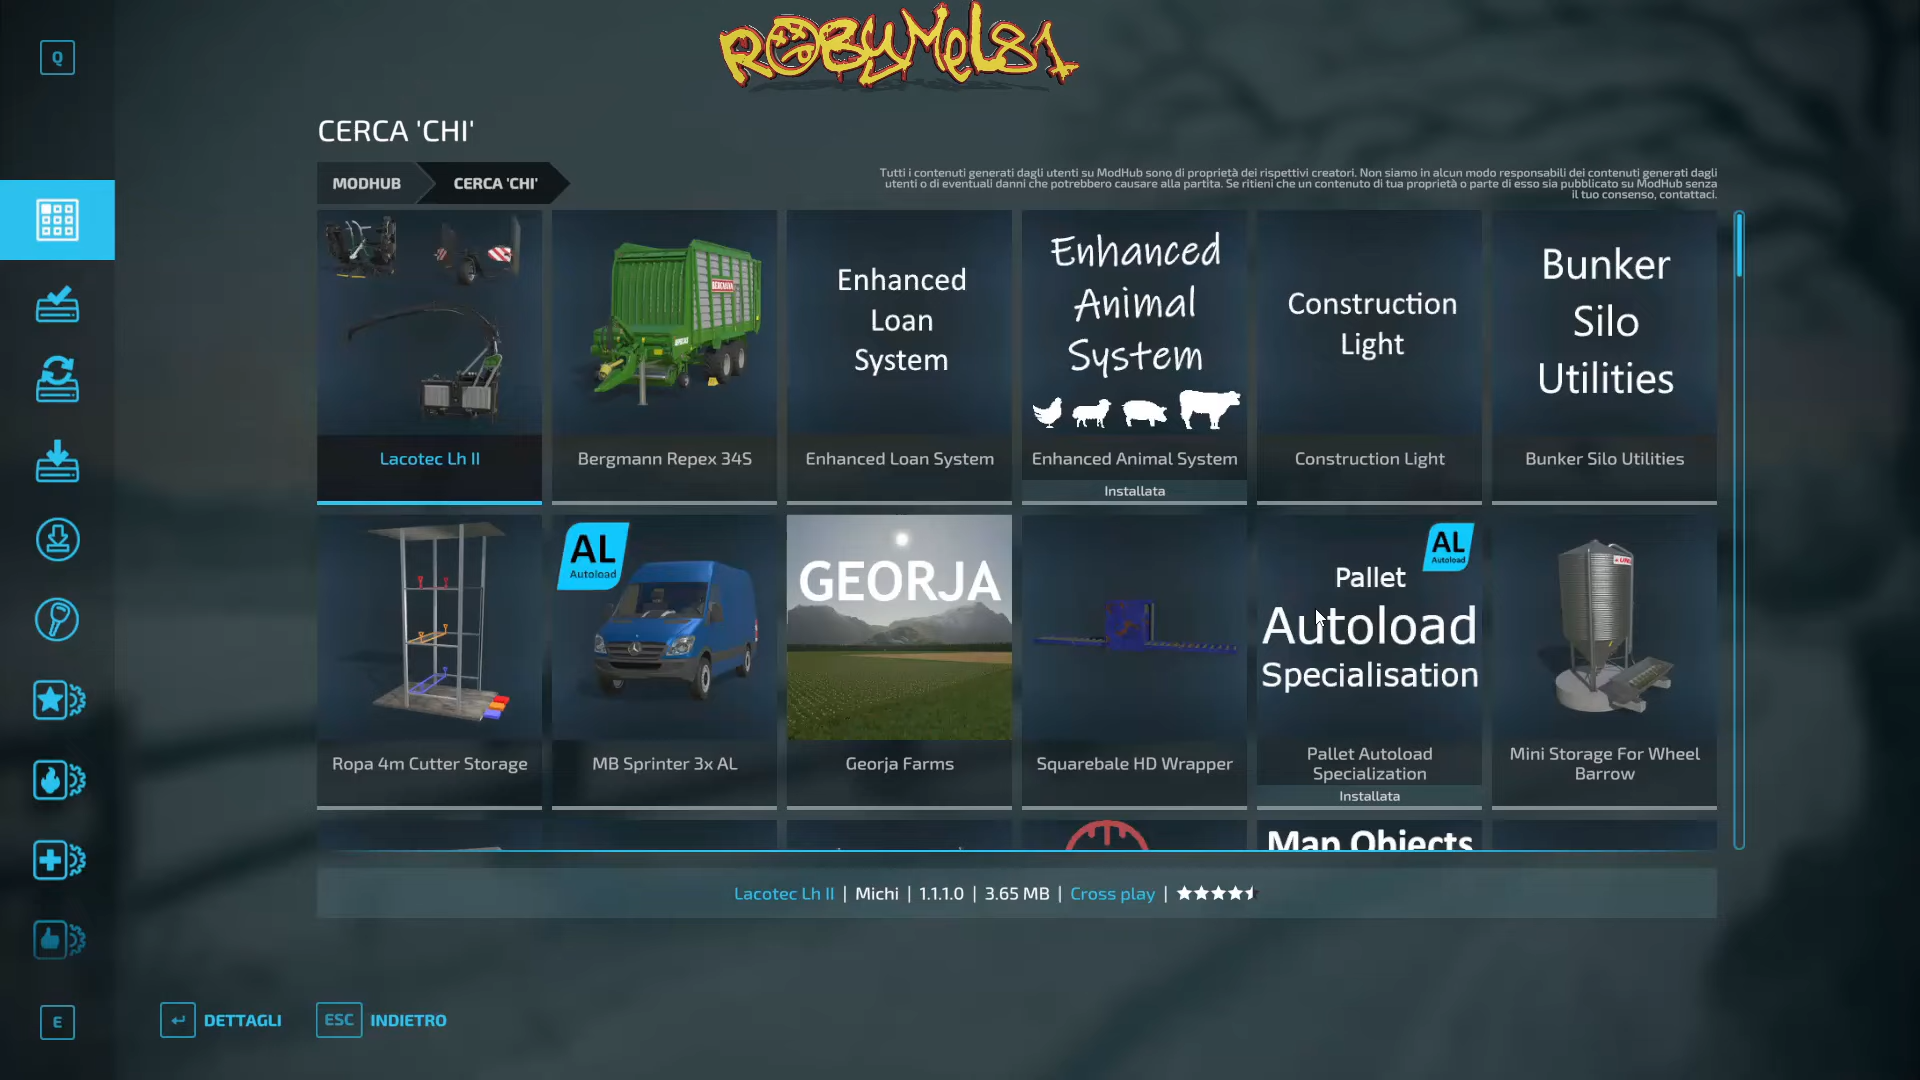 Q
ROBYMEL81
CERCA 'CHI'
MODHUB
CERCA 'CHI'
Tutti i contenuti generati dagli utenti su ModHub sono di proprietà dei rispettivi creatori. Non siamo in alcun modo responsabili dei contenuti generati dagli
utenti o di eventuali danni che potrebbero causare alla partita. Se ritieni che un contenuto di tua proprietà o parte di esso sia pubblicato su ModHub senza
il tuo consenso, contattaci.
Lacotec Lh II
BERGMANN
Bergmann Repex 34S
Enhanced
Loan
System
Enhanced Loan System
Enhanced
Animal
System
Enhanced Animal System
Installata
Construction
Light
Construction Light
Bunker
Silo
Utilities
Bunker Silo Utilities
Ropa 4m Cutter Storage
AL
Autoload
MB Sprinter 3x AL
GEORJA
Georja Farms
Squarebale HD Wrapper
AL
Autoload
Pallet
Autoload
Specialisation
Pallet Autoload
Specialization
Installata
Mini Storage For Wheel
Barrow
Map Objects
Lacotec Lh II | Michi | 1.1.1.0 | 3.65 MB | Cross play |
E
DETTAGLI
ESC
INDIETRO